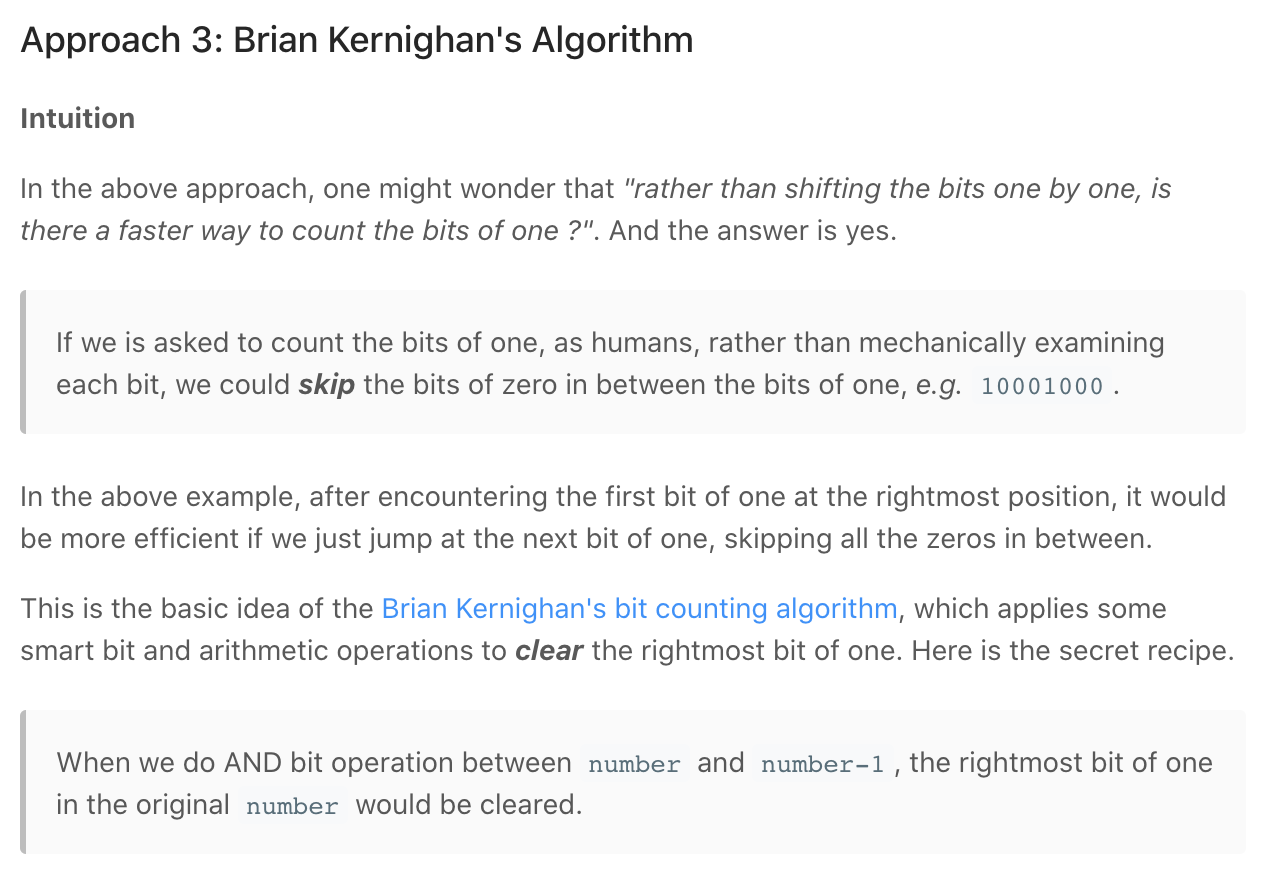 Approach 3: Brian Kernighan's Algorithm
Intuition
In the above approach, one might wonder that "rather than shifting the bits one by one, is
there a faster way to count the bits of one ?". And the answer is yes.
If we is asked to count the bits of one, as humans, rather than mechanically examining
each bit, we could skip the bits of zero in between the bits of one, e.g. 10001000 .
In the above example, after encountering the first bit of one at the rightmost position, it would
be more efficient if we just jump at the next bit of one, skipping all the zeros in between.
This is the basic idea of the Brian Kernighan's bit counting algorithm, which applies some
smart bit and arithmetic operations to clear the rightmost bit of one. Here is the secret recipe.
When we do AND bit operation between number and number-1 , the rightmost bit of one
in the original number would be cleared.